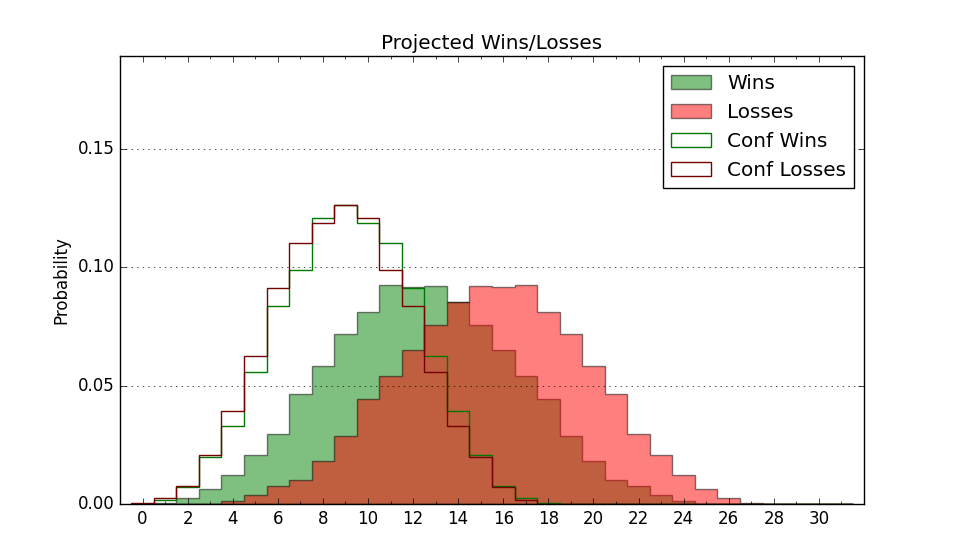 Projected Wins/Losses
Wins
Losses
Conf Wins
Conf Losses
Probability
0.15
0.10
0.05
0.00
0 2 4 6 8 10 12 14 16 18 20 22 24 26 28 30